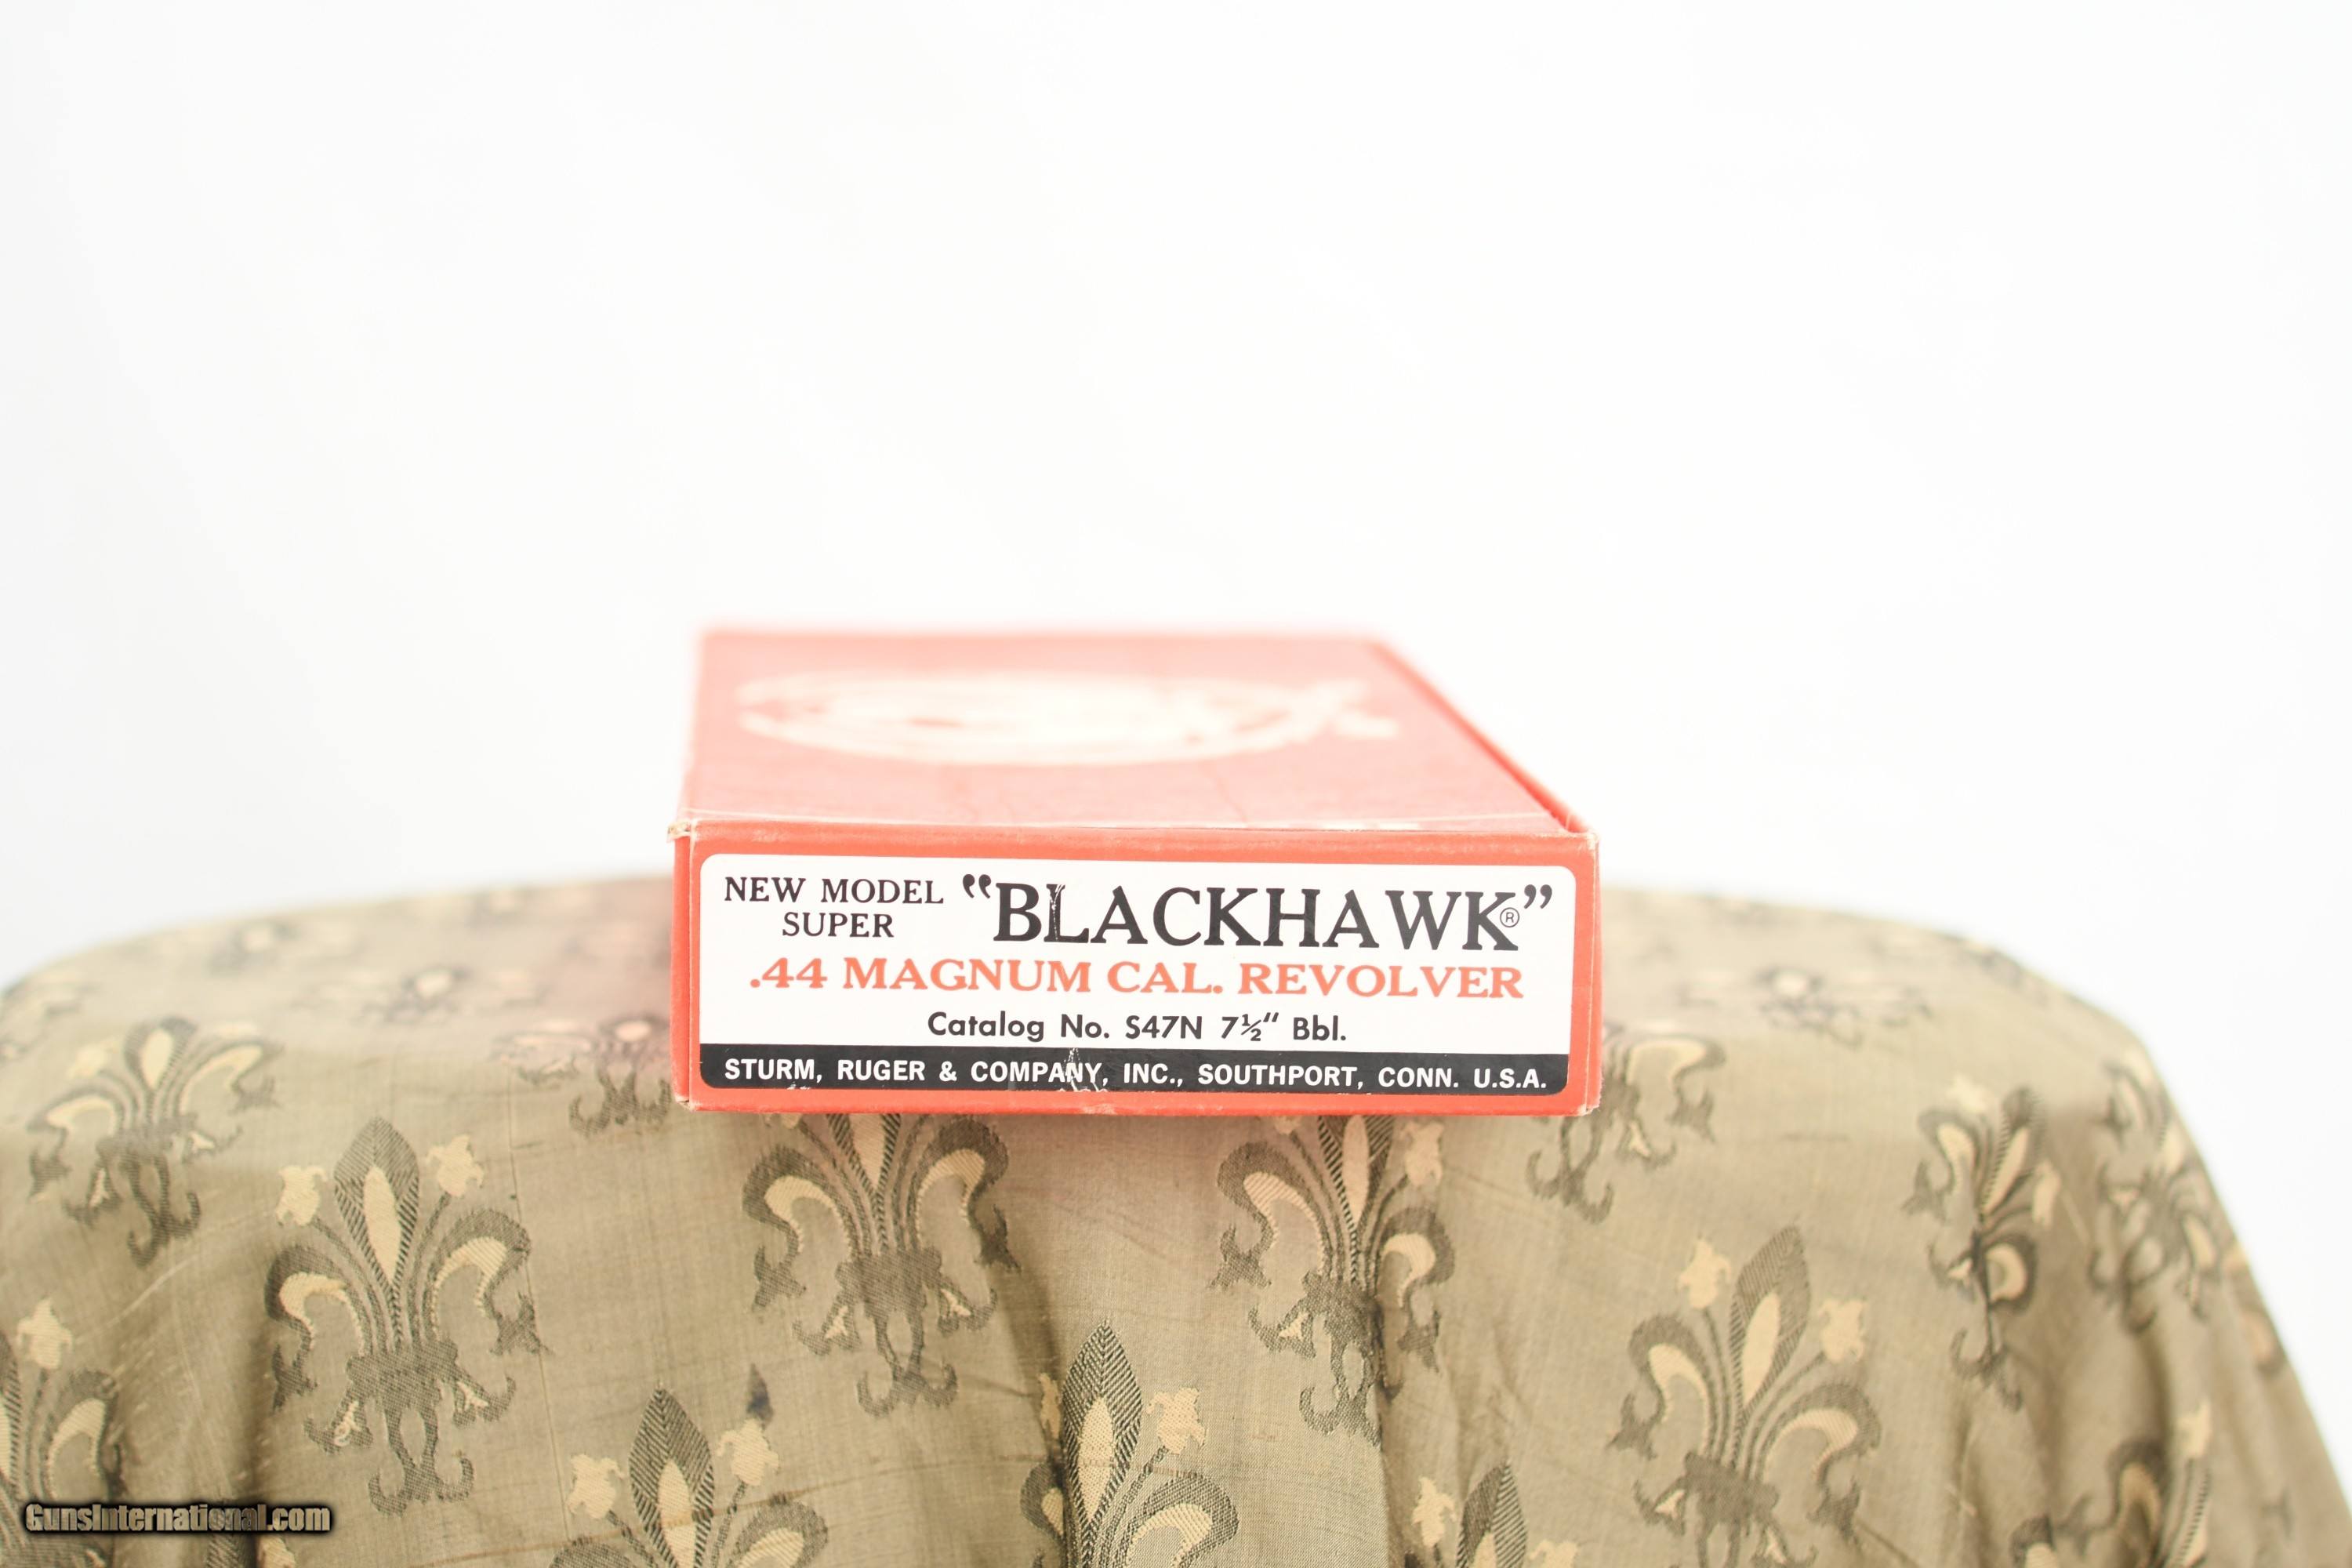 NEW MODEL "BLACKHAWK®"
SUPER
.44 MAGNUM CAL. REVOLVER
Catalog No. S47N 7½" Bbl.
STURM, RUGER & COMPANY, INC., SOUTHPORT, CONN. U.S.A.
GunsInternational.com